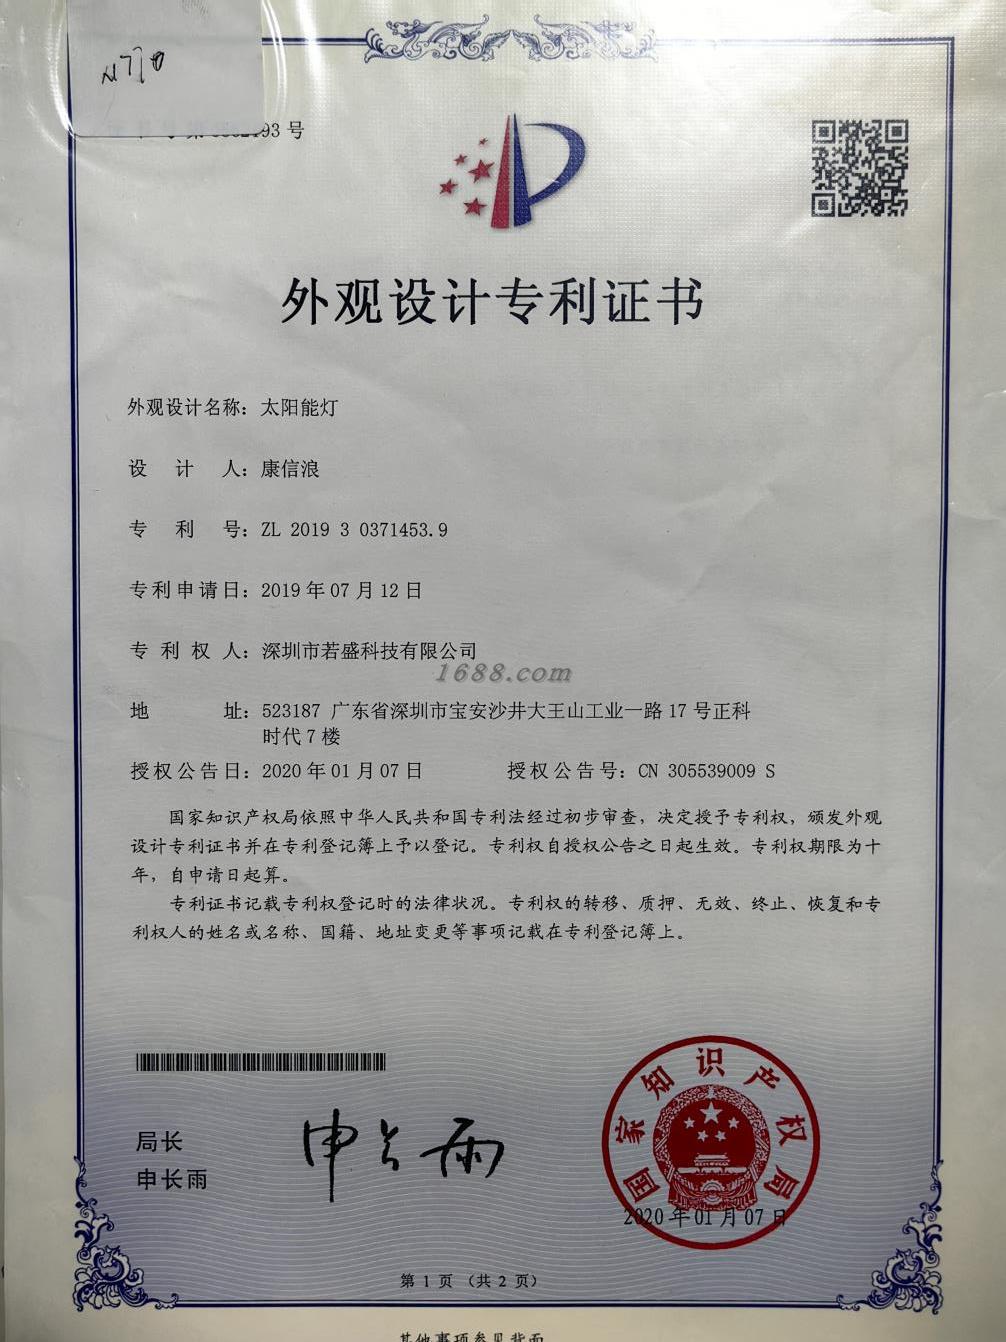 93 号
外观设计专利证书
外观设计名称：太阳能灯
设计人：康信浪
专利号：ZL 2019 3 0371453.9
专利申请日：2019年07月12日
专利权人：深圳市若盛科技有限公司
1688.com
地址：523187 广东省深圳市宝安沙井大王山工业一路17号正科
时代7楼
授权公告日：2020年01月07日 授权公告号：CN 305539009 S
国家知识产权局依照中华人民共和国专利法经过初步审查，决定授予专利权，颁发外观
设计专利证书并在专利登记簿上予以登记。专利权自授权公告之日起生效。专利权期限为十
年，自申请日起算。
专利证书记载专利权登记时的法律状况。专利权的转移、质押、无效、终止、恢复和专
利权人的姓名或名称、国籍、地址变更等事项记载在专利登记簿上。
局长
申长雨
申长雨
国家知识产权局
2020年01月07日
第 1 页 （共 2 页）
其他事项参见背面